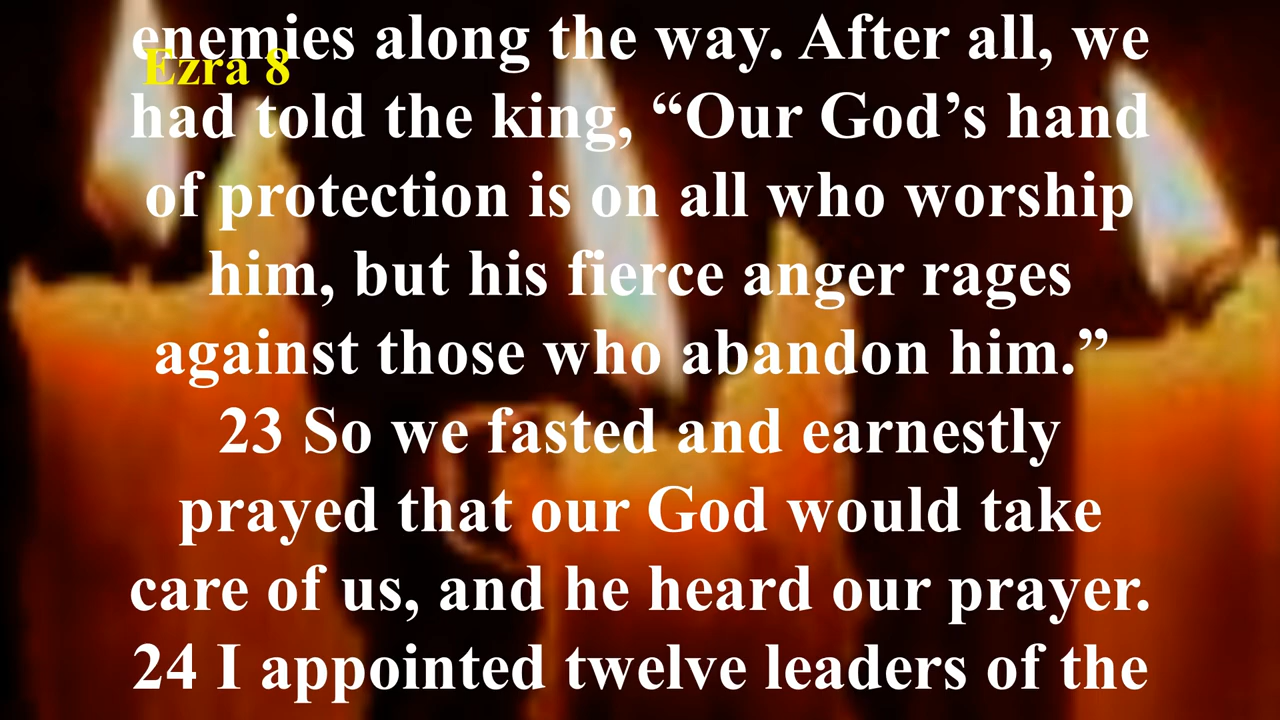 enemies along the way. After all, we
Ezra 8
had told the king, “Our God’s hand
of protection is on all who worship
him, but his fierce anger rages
against those who abandon him.”
23 So we fasted and earnestly
prayed that our God would take
care of us, and he heard our prayer.
24 I appointed twelve leaders of the